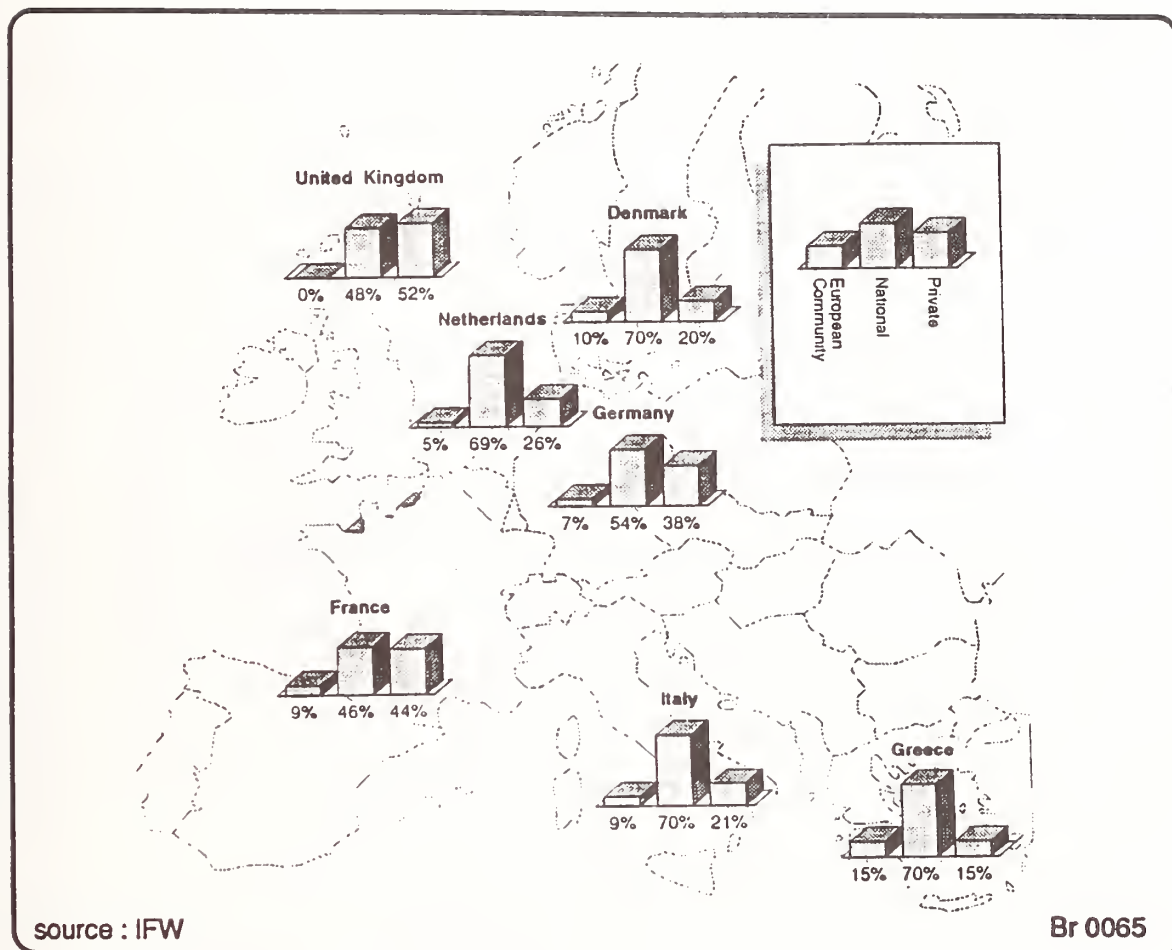 United Kingdom
0% 48% 52%
Denmark
10% 70% 20%
European Community
National
Private
Netherlands
5% 69% 26%
Germany
7% 54% 38%
France
9% 46% 44%
Italy
9% 70% 21%
Greece
15% 70% 15%
source : IFW
Br 0065